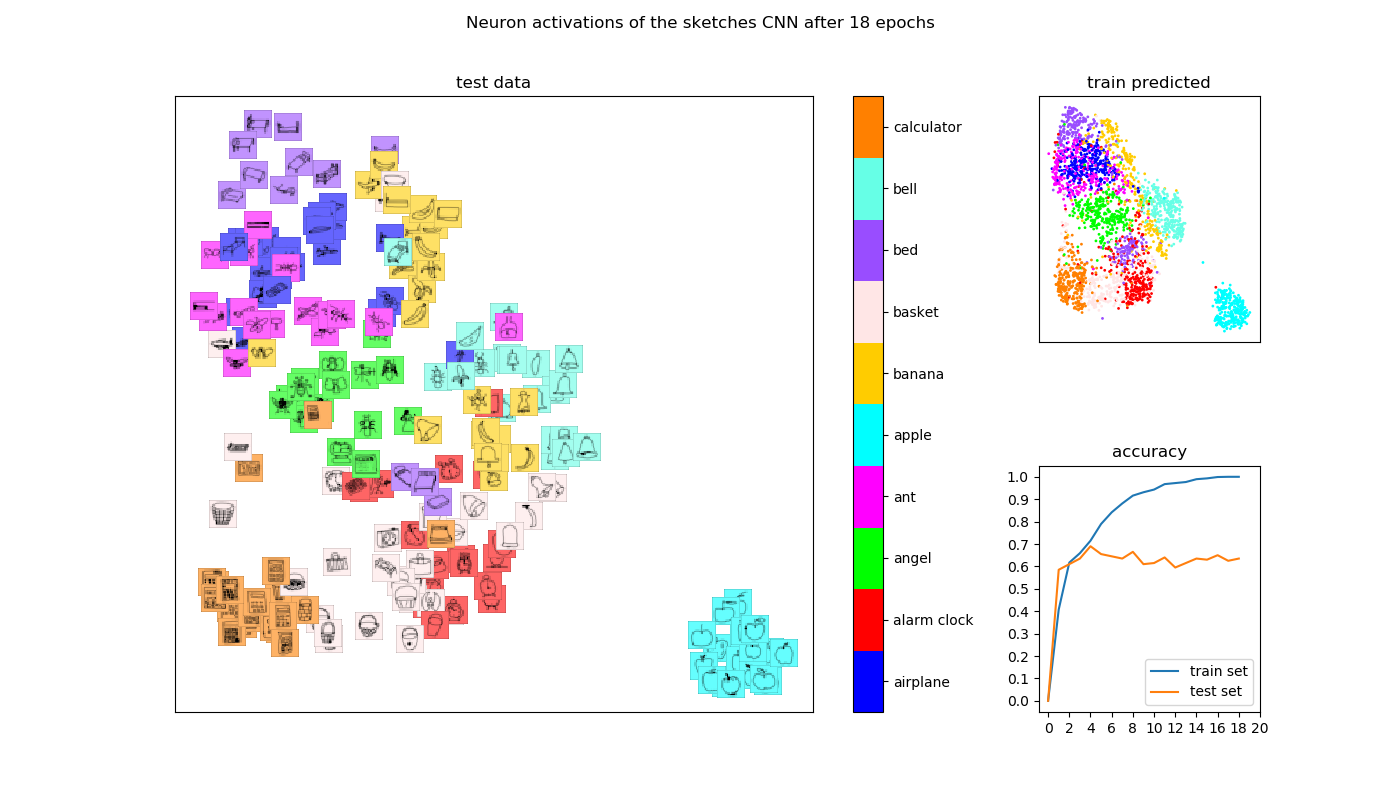 Neuron activations of the sketches CNN after 18 epochs
test data
calculator
bell
bed
basket
banana
apple
ant
angel
alarm clock
airplane
train predicted
accuracy
1.0
0.9
0.8
0.7
0.6
0.5
0.4
0.3
0.2
0.1
0.0
train set
test set
0 2 4 6 8 10 12 14 16 18 20